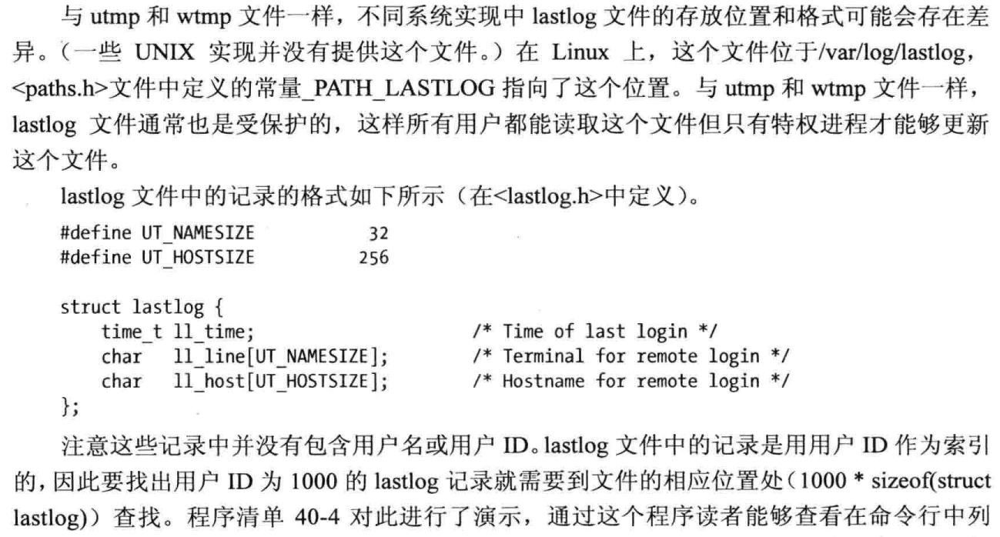 与 utmp 和 wtmp 文件一样，不同系统实现中 lastlog 文件的存放位置和格式可能会存在差
异。（一些 UNIX 实现并没有提供这个文件。）在 Linux 上，这个文件位于/var/log/lastlog，
<paths.h>文件中定义的常量_PATH_LASTLOG 指向了这个位置。与 utmp 和 wtmp 文件一样，
lastlog 文件通常也是受保护的，这样所有用户都能读取这个文件但只有特权进程才能够更新
这个文件。
lastlog 文件中的记录的格式如下所示（在<lastlog.h>中定义）。
#define UT_NAMESIZE 32
#define UT_HOSTSIZE 256
struct lastlog {
time_t ll_time; /* Time of last login */
char ll_line[UT_NAMESIZE]; /* Terminal for remote login */
char ll_host[UT_HOSTSIZE]; /* Hostname for remote login */
};
注意这些记录中并没有包含用户名或用户 ID。lastlog 文件中的记录是用用户 ID 作为索引
的，因此要找出用户 ID 为 1000 的 lastlog 记录就需要到文件的相应位置处（1000 * sizeof(struct
lastlog)）查找。程序清单 40-4 对此进行了演示，通过这个程序读者能够查看在命令行中列